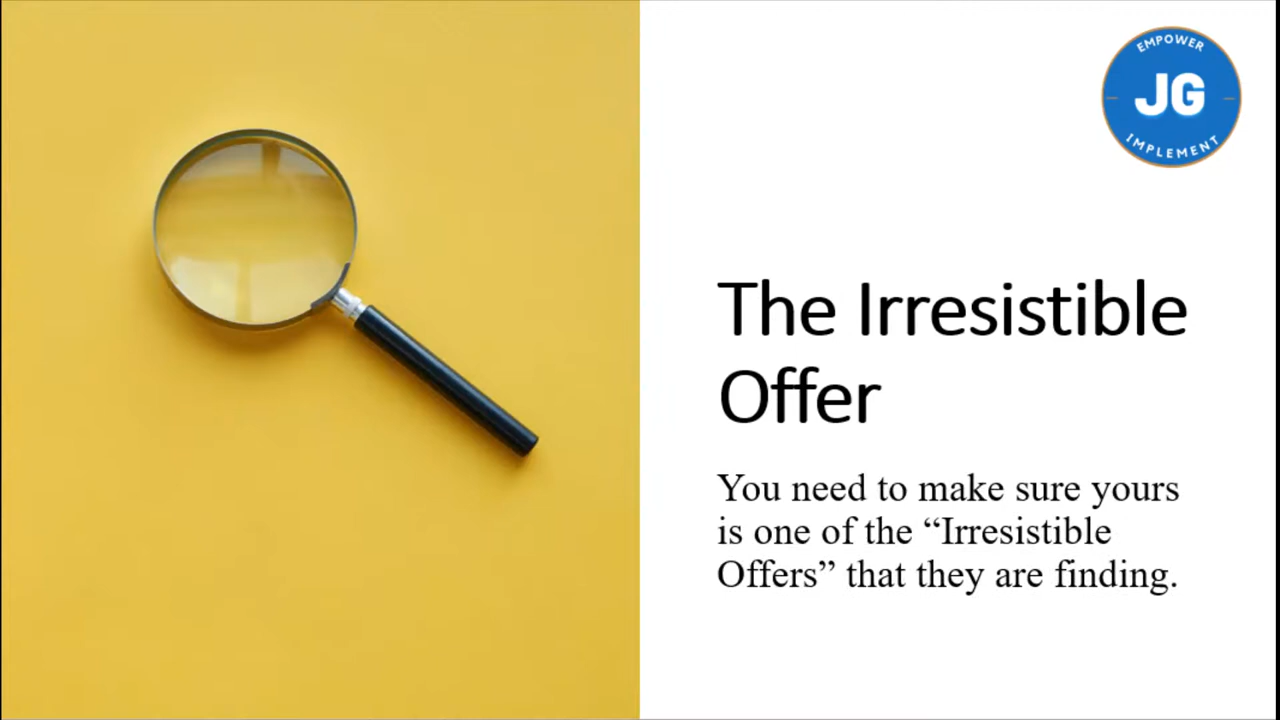 EMPOWER
JG
IMPLEMENT
The Irresistible
Offer
You need to make sure yours
is one of the “Irresistible
Offers” that they are finding.